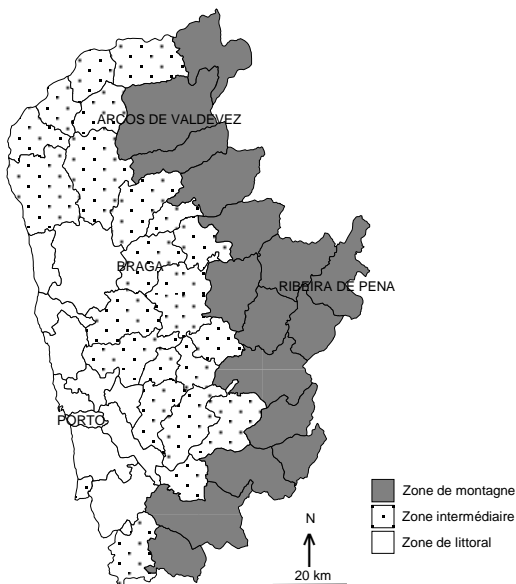 ARCOS DE VALDEVEZ
BRAGA
RIBEIRA DE PENA
PORTO
Zone de montagne
Zone intermédiaire
Zone de littoral
N
20 km